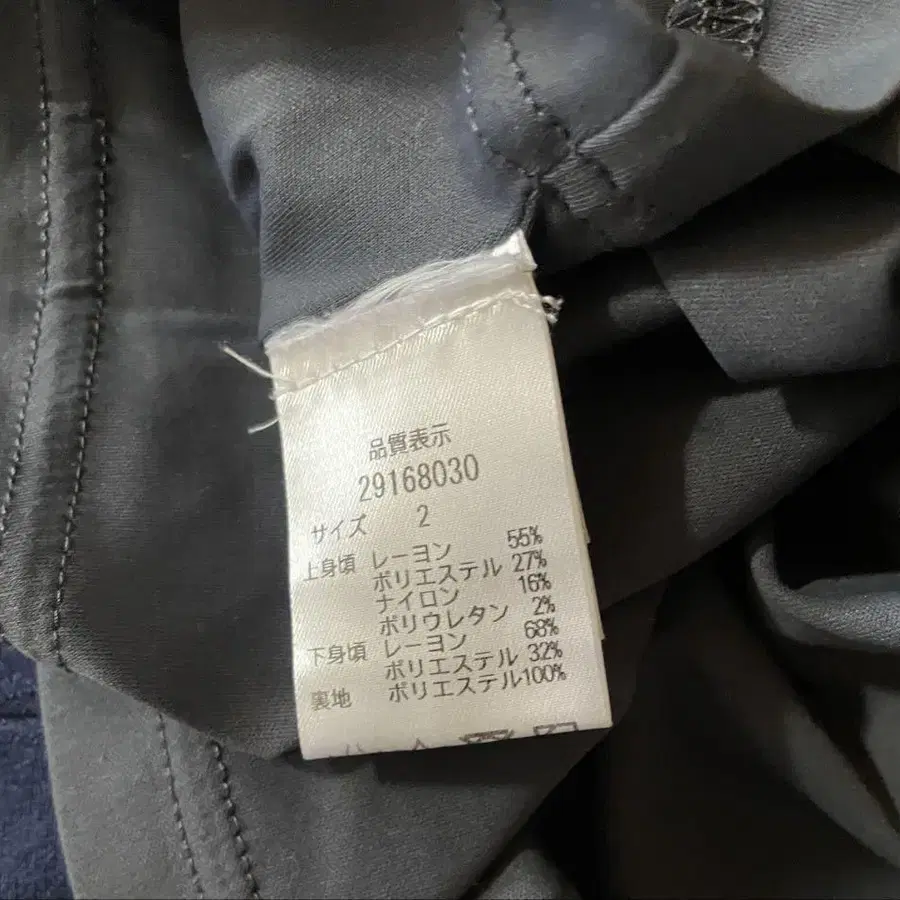 品質表示
29168030
サイズ 2
上身頃 レーヨン 55%
ポリエステル 27%
ナイロン 16%
ポリウレタン 2%
下身頃 レーヨン 68%
ポリエステル 32%
裏地 ポリエステル100%